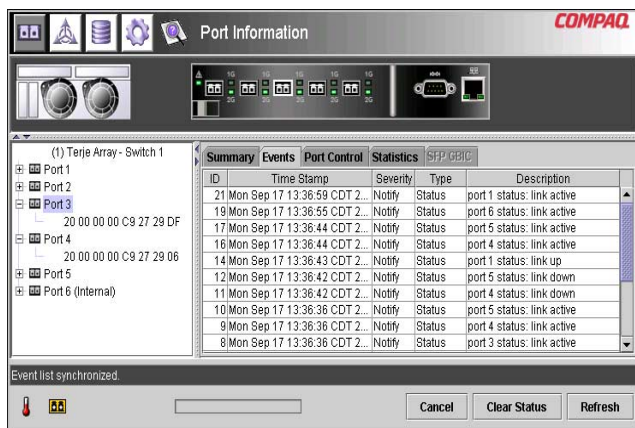 Port Information
COMPAQ
1G 1G 1G 1G 1G
2G 2G 2G 2G 2G
(1) Terje Array - Switch 1
Port 1
Port 2
Port 3
20 00 00 00 C9 27 29 DF
Port 4
20 00 00 00 C9 27 29 06
Port 5
Port 6 (Internal)
Summary Events Port Control Statistics SFP GBIC
ID Time Stamp Severity Type Description
21 Mon Sep 17 13:36:59 CDT 2... Notify Status port 1 status: link active
19 Mon Sep 17 13:36:55 CDT 2... Notify Status port 6 status: link active
17 Mon Sep 17 13:36:44 CDT 2... Notify Status port 5 status: link active
16 Mon Sep 17 13:36:44 CDT 2... Notify Status port 4 status: link active
14 Mon Sep 17 13:36:43 CDT 2... Notify Status port 1 status: link up
12 Mon Sep 17 13:36:42 CDT 2... Notify Status port 5 status: link down
11 Mon Sep 17 13:36:42 CDT 2... Notify Status port 4 status: link down
10 Mon Sep 17 13:36:36 CDT 2... Notify Status port 5 status: link active
9 Mon Sep 17 13:36:36 CDT 2... Notify Status port 4 status: link active
8 Mon Sep 17 13:36:36 CDT 2... Notify Status port 3 status: link active
Event list synchronized.
Cancel Clear Status Refresh